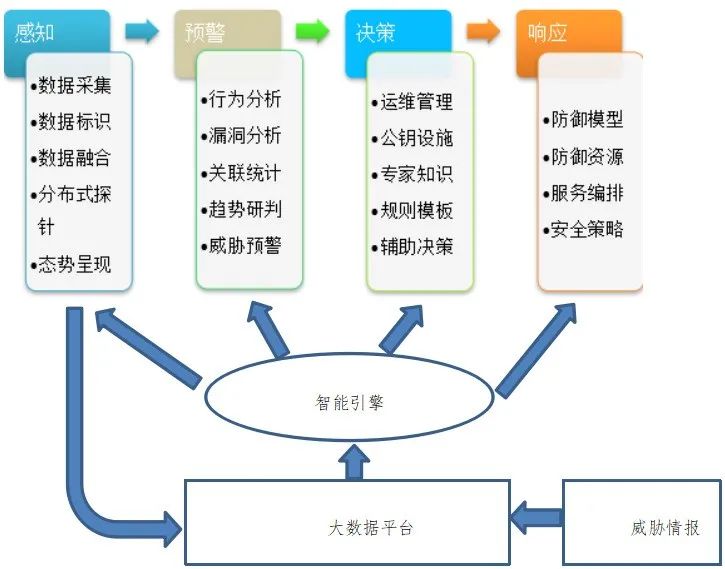 感知
预警
决策
响应
•数据采集
•数据标识
•数据融合
•分布式探
针
•态势呈现
•行为分析
•漏洞分析
•关联统计
•趋势研判
•威胁预警
•运维管理
•公钥设施
•专家知识
•规则模板
•辅助决策
•防御模型
•防御资源
•服务编排
•安全策略
智能引擎
大数据平台
威胁情报